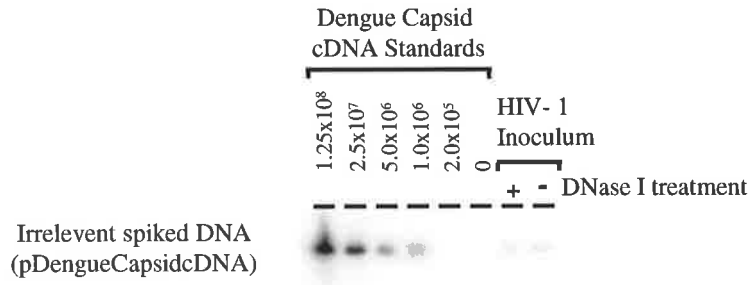 Dengue Capsid
cDNA Standards
1.25x10⁸
2.5x10⁷
5.0x10⁶
1.0x10⁶
2.0x10⁵
0
HIV- 1
Inoculum
+ - DNase I treatment
Irrelevent spiked DNA
(pDengueCapsidcDNA)